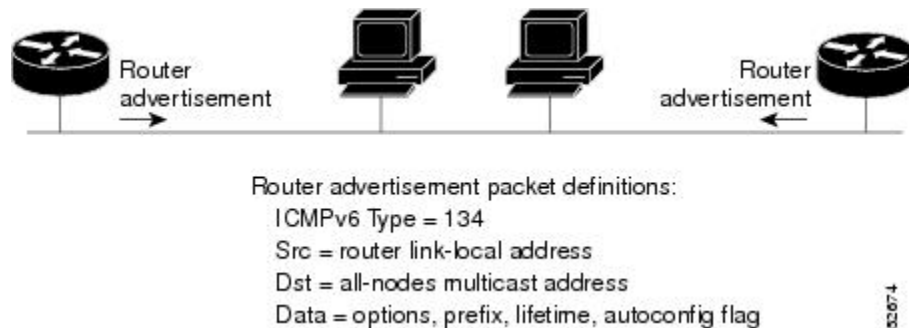 Router
advertisement
Router
advertisement
Router advertisement packet definitions:
ICMPv6 Type = 134
Src = router link-local address
Dst = all-nodes multicast address
Data = options, prefix, lifetime, autoconfig flag
52674